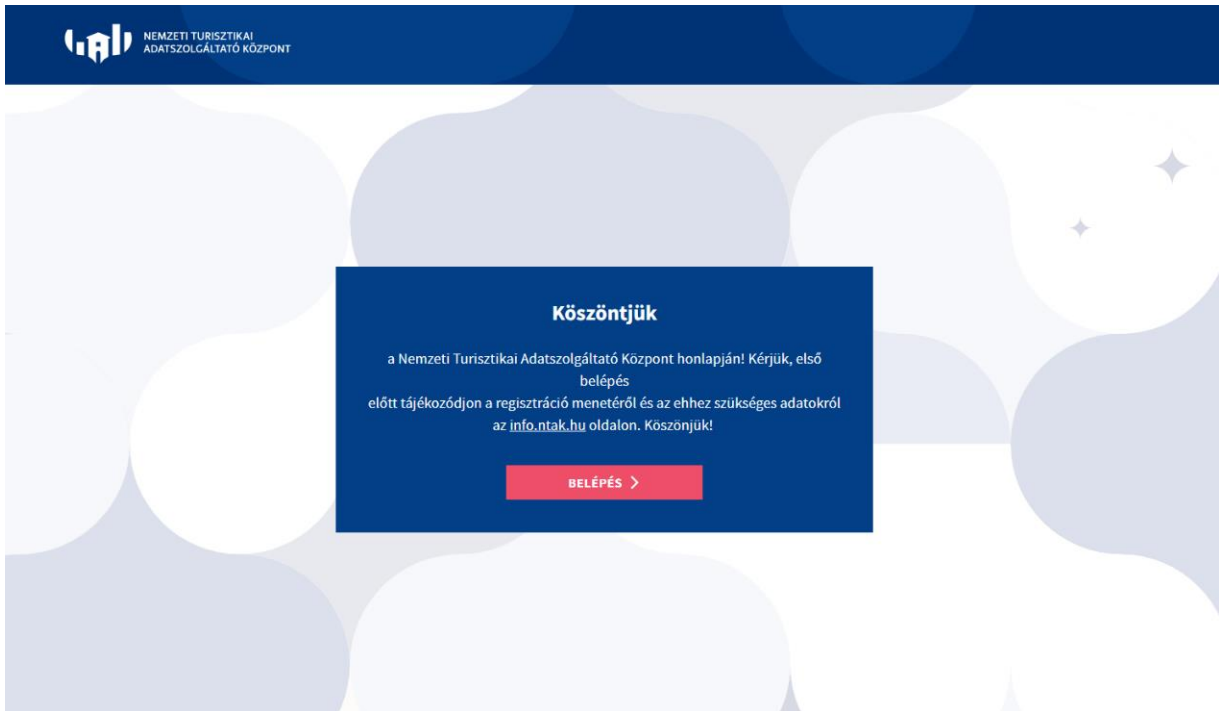 NEMZETI TURISZTIKAI
ADATSZOLGÁLTATÓ KÖZPONT
Köszöntjük
a Nemzeti Turisztikai Adatszolgáltató Központ honlapján! Kérjük, első
belépés
előtt tájékozódjon a regisztráció menetéről és az ehhez szükséges adatokról
az info.ntak.hu oldalon. Köszönjük!
BELÉPÉS